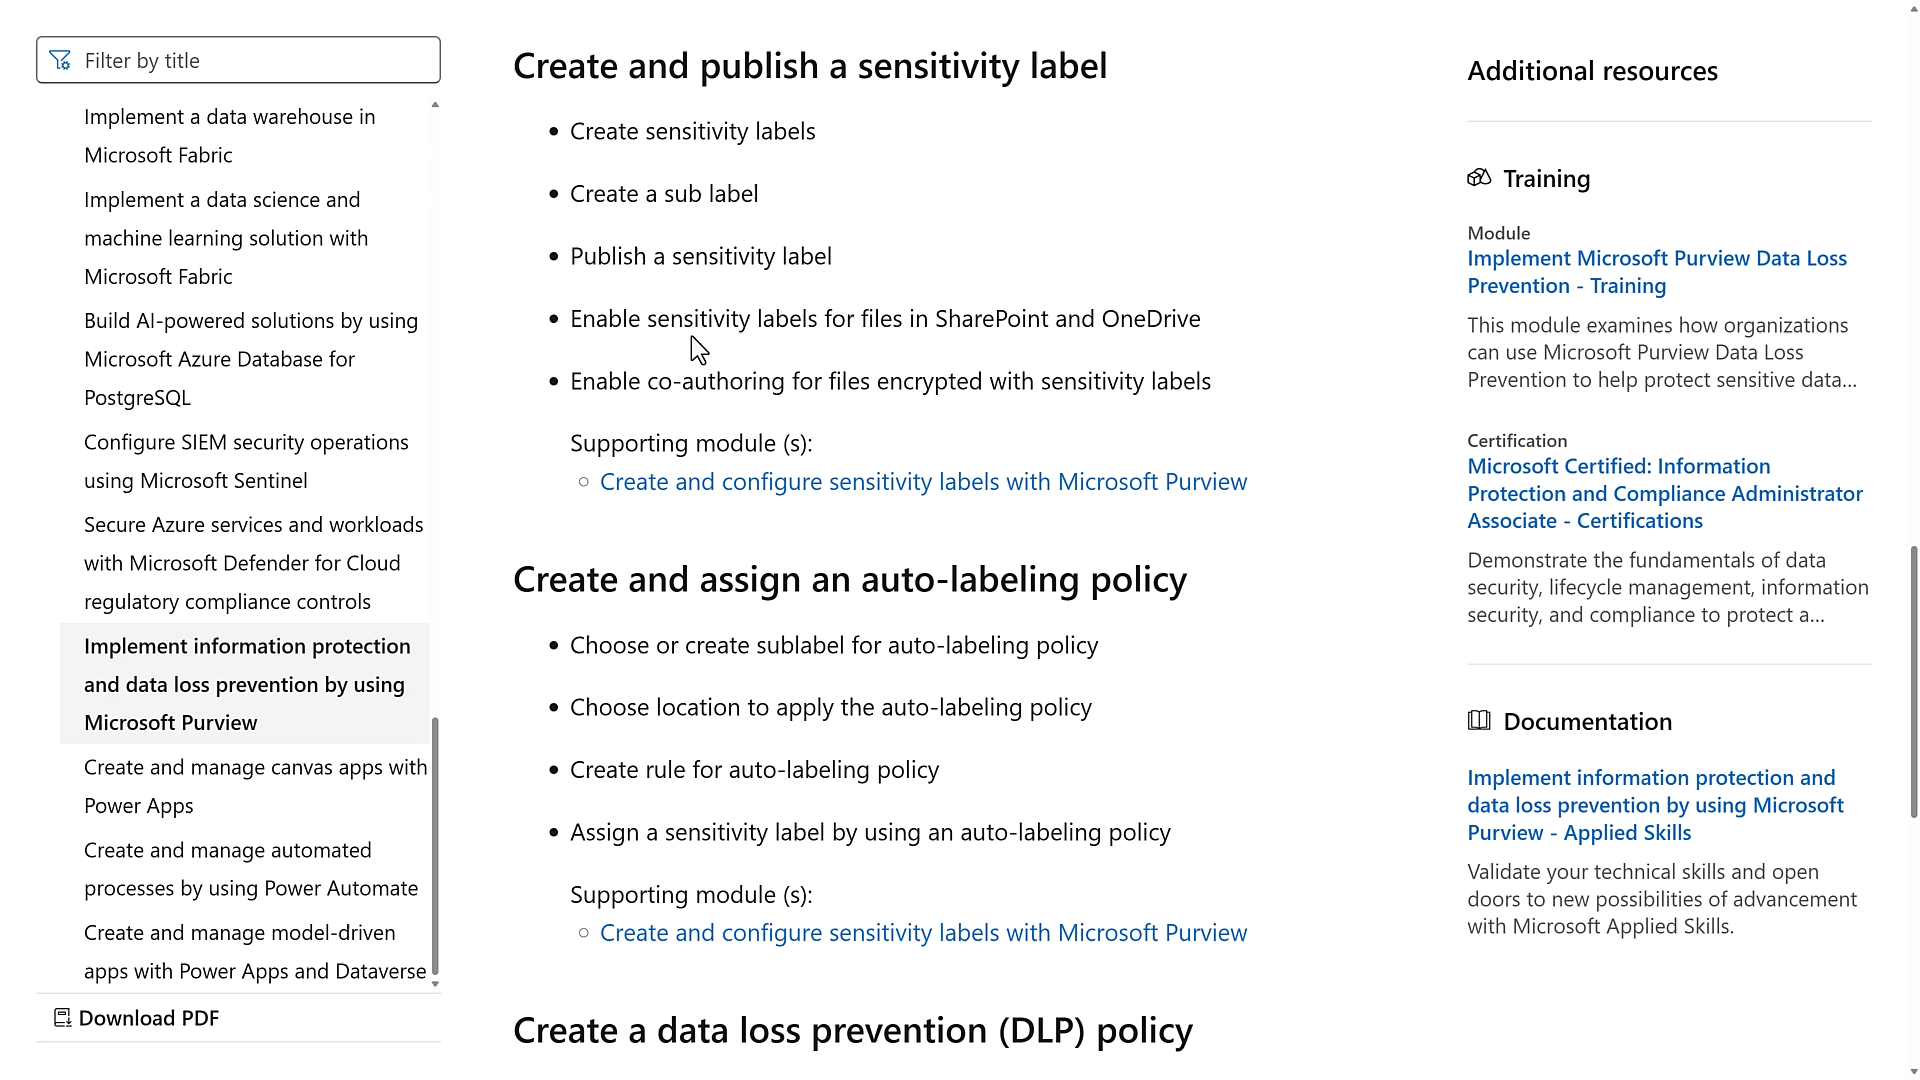 Filter by title
Implement a data warehouse in
Microsoft Fabric
Implement a data science and
machine learning solution with
Microsoft Fabric
Build AI-powered solutions by using
Microsoft Azure Database for
PostgreSQL
Configure SIEM security operations
using Microsoft Sentinel
Secure Azure services and workloads
with Microsoft Defender for Cloud
regulatory compliance controls
Implement information protection
and data loss prevention by using
Microsoft Purview
Create and manage canvas apps with
Power Apps
Create and manage automated
processes by using Power Automate
Create and manage model-driven
apps with Power Apps and Dataverse
Download PDF
Create and publish a sensitivity label
• Create sensitivity labels
• Create a sub label
• Publish a sensitivity label
• Enable sensitivity labels for files in SharePoint and OneDrive
• Enable co-authoring for files encrypted with sensitivity labels
Supporting module (s):
○ Create and configure sensitivity labels with Microsoft Purview
Create and assign an auto-labeling policy
• Choose or create sublabel for auto-labeling policy
• Choose location to apply the auto-labeling policy
• Create rule for auto-labeling policy
• Assign a sensitivity label by using an auto-labeling policy
Supporting module (s):
○ Create and configure sensitivity labels with Microsoft Purview
Create a data loss prevention (DLP) policy
Additional resources
Training
Module
Implement Microsoft Purview Data Loss
Prevention - Training
This module examines how organizations
can use Microsoft Purview Data Loss
Prevention to help protect sensitive data...
Certification
Microsoft Certified: Information
Protection and Compliance Administrator
Associate - Certifications
Demonstrate the fundamentals of data
security, lifecycle management, information
security, and compliance to protect a...
Documentation
Implement information protection and
data loss prevention by using Microsoft
Purview - Applied Skills
Validate your technical skills and open
doors to new possibilities of advancement
with Microsoft Applied Skills.